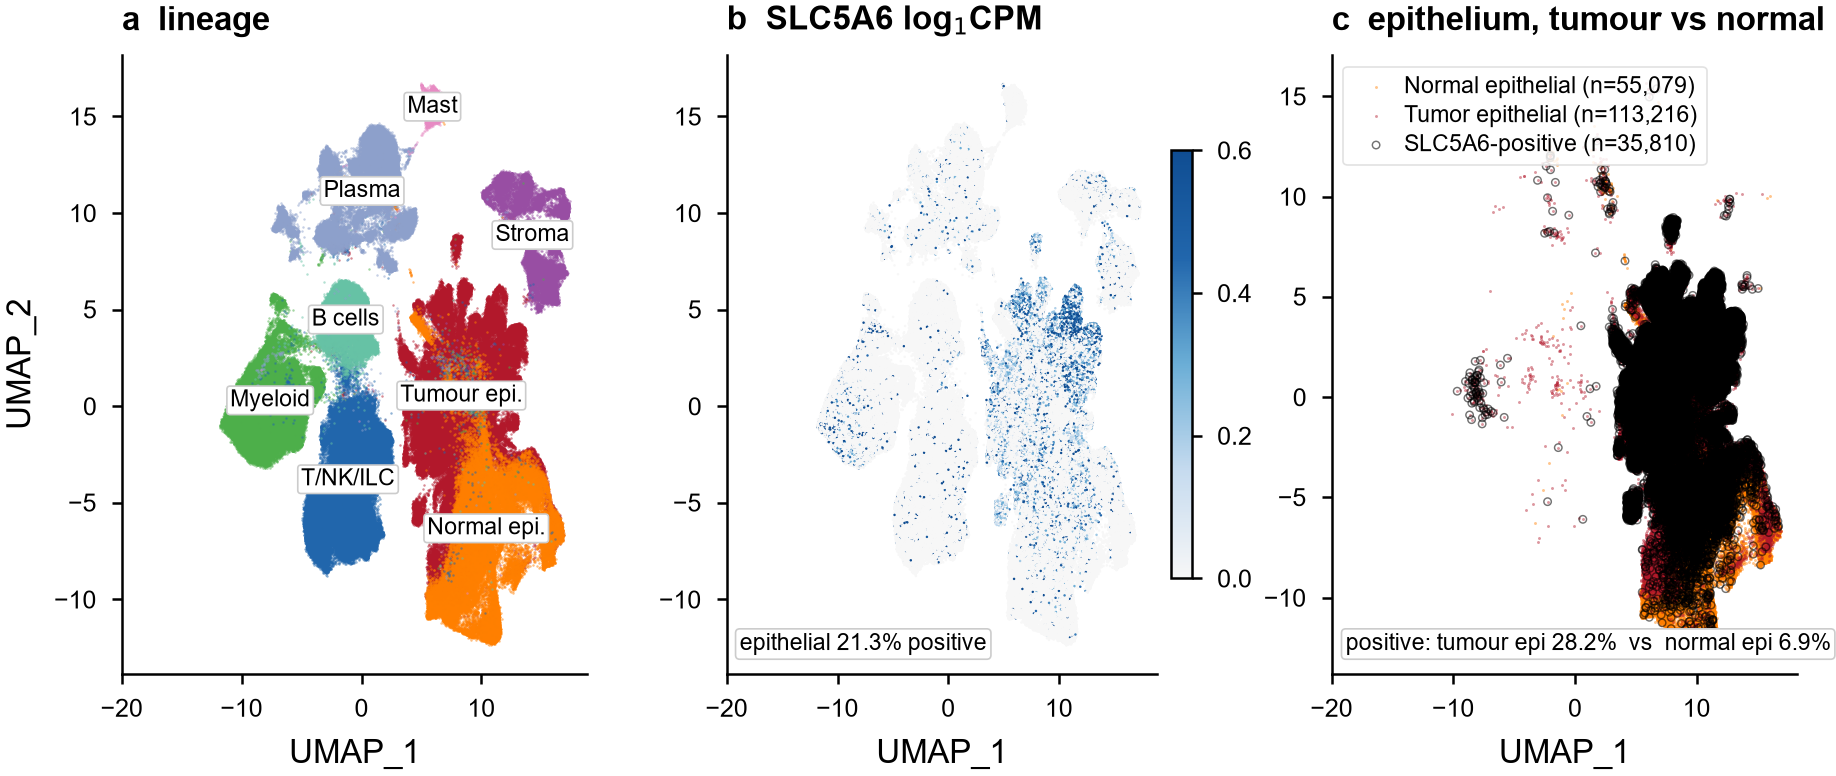 a lineage
b SLC5A6 log₁CPM
c epithelium, tumour vs normal
UMAP_2
15
10
5
0
−5
−10
−20
−10
0
10
UMAP_1
Mast
Plasma
Stroma
B cells
Myeloid
Tumour epi.
T/NK/ILC
Normal epi.
15
10
5
0
−5
−10
−20
−10
0
10
UMAP_1
epithelial 21.3% positive
0.6
0.4
0.2
0.0
Normal epithelial (n=55,079)
Tumor epithelial (n=113,216)
SLC5A6-positive (n=35,810)
15
10
5
0
−5
−10
positive: tumour epi 28.2% vs normal epi 6.9%
−20
−10
0
10
UMAP_1